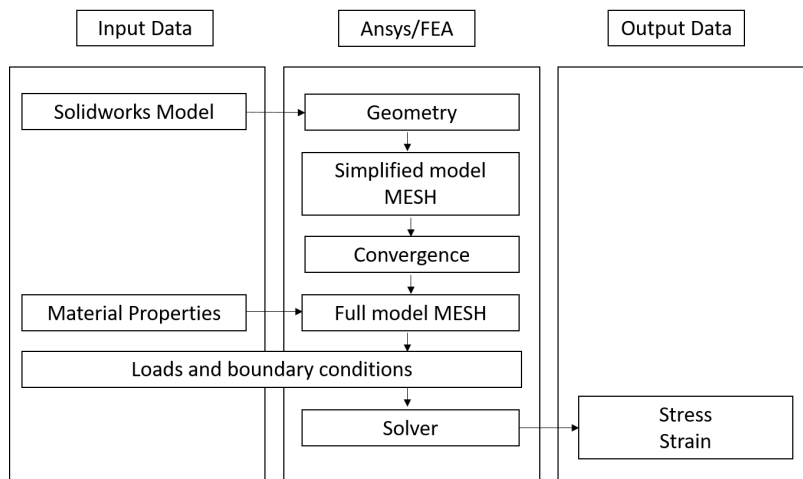 Input Data
Ansys/FEA
Output Data
Solidworks Model
Geometry
Simplified model
MESH
Convergence
Material Properties
Full model MESH
Loads and boundary conditions
Solver
Stress
Strain